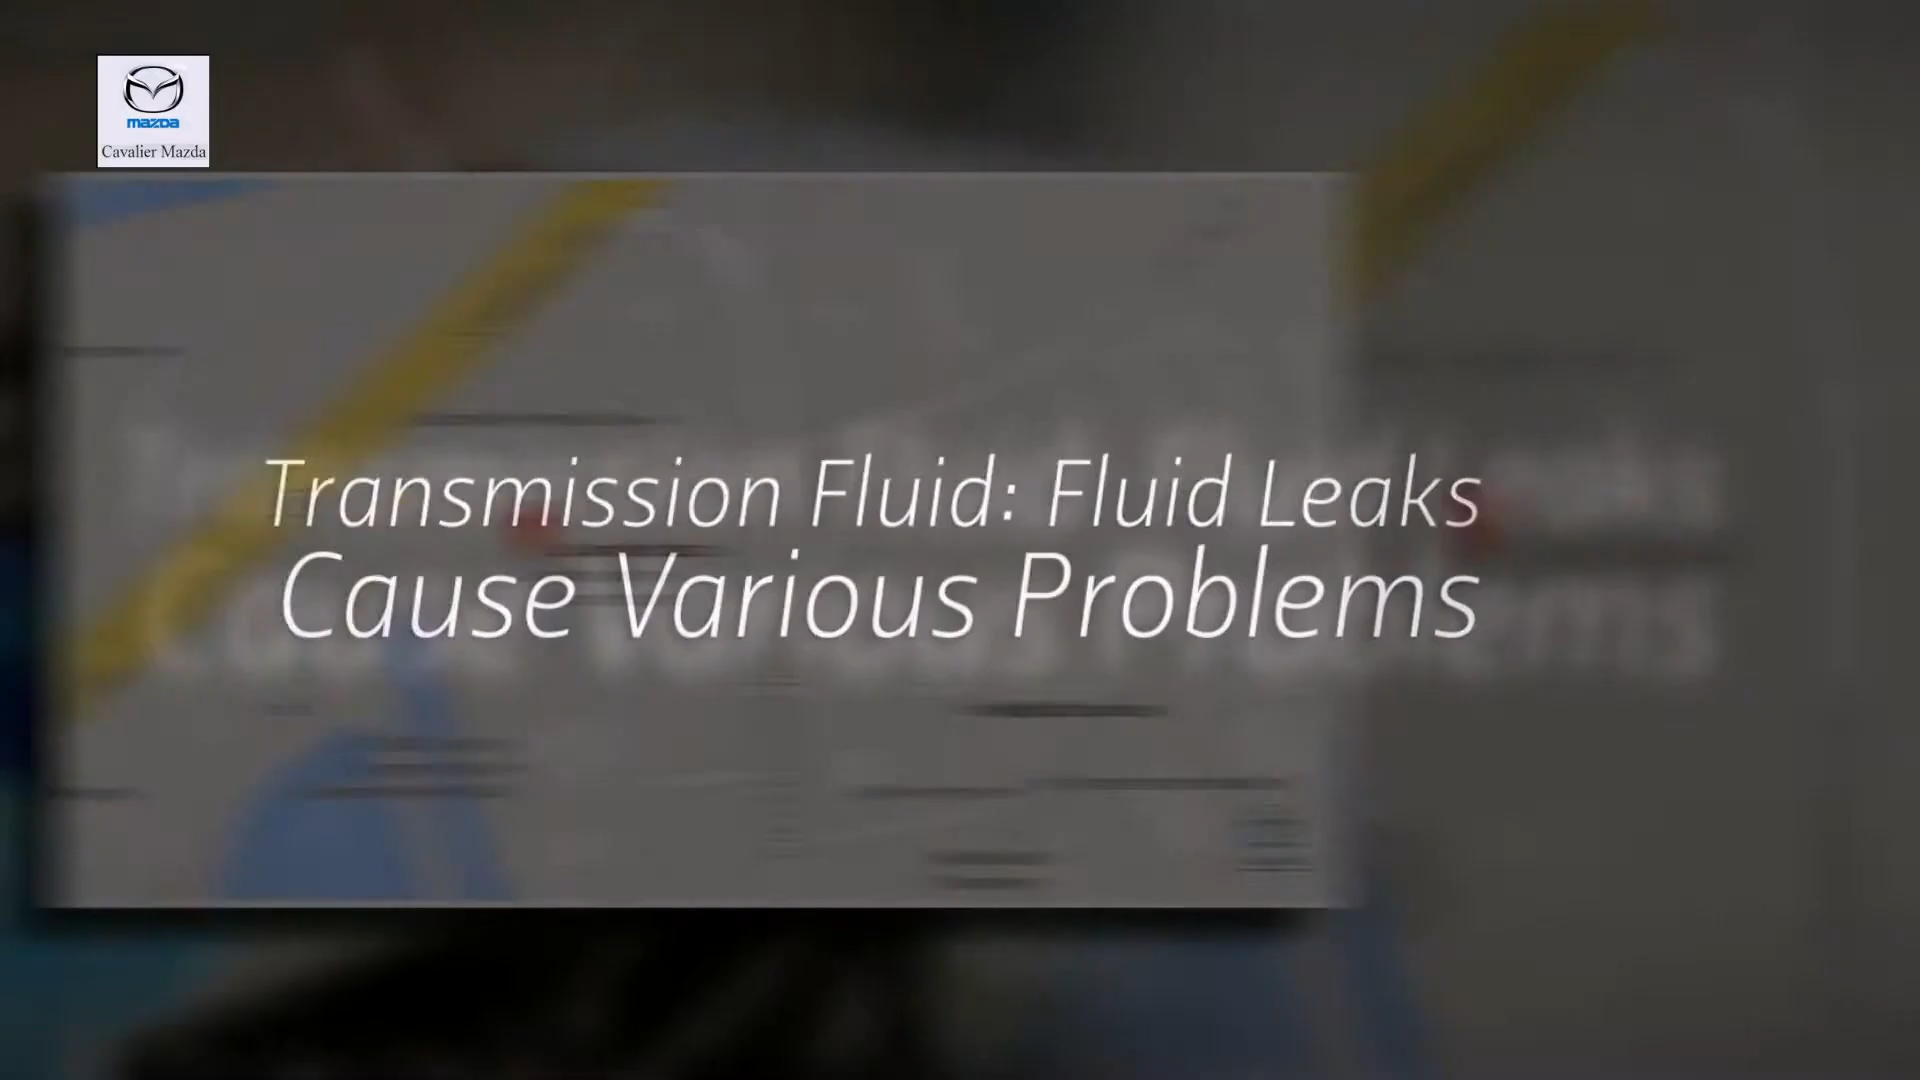 mazda
Cavalier Mazda
Transmission Fluid: Fluid Leaks
Cause Various Problems